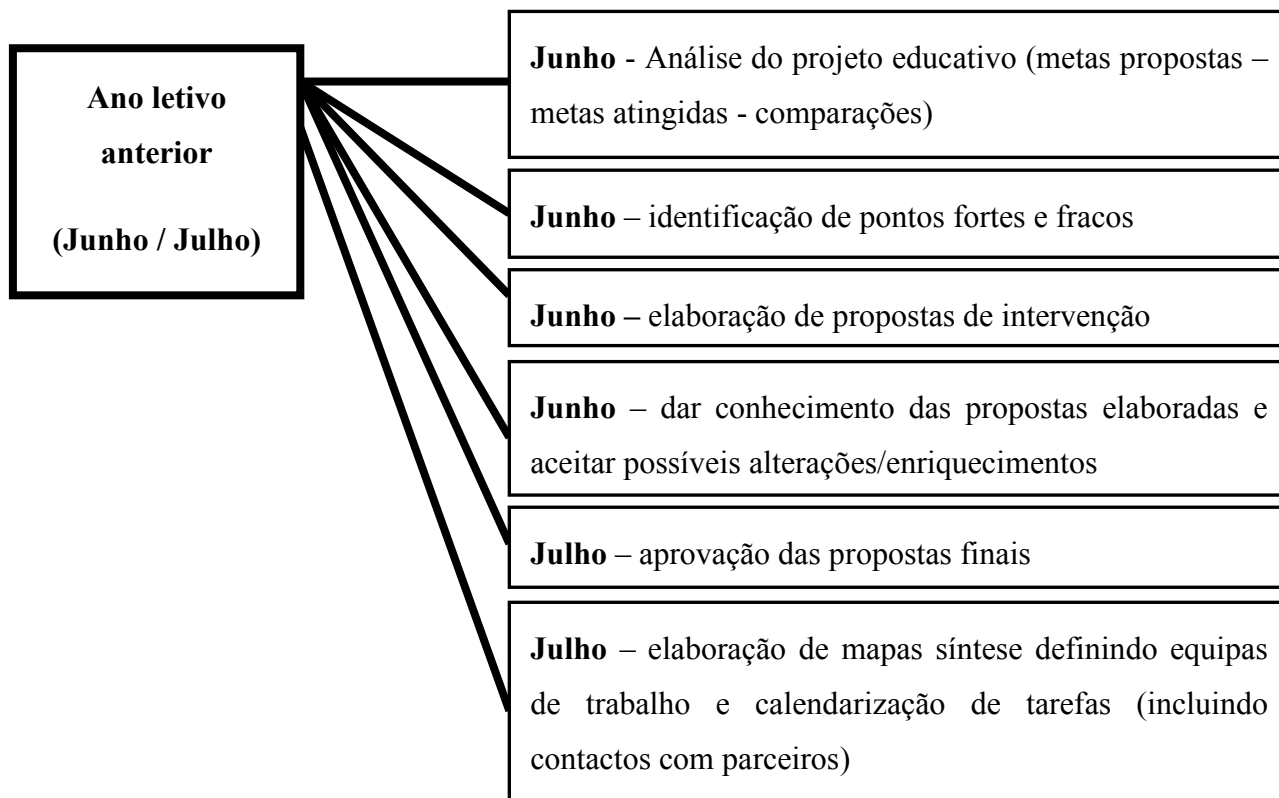 Ano letivo
anterior
(Junho / Julho)
Junho - Análise do projeto educativo (metas propostas –
metas atingidas - comparações)
Junho – identificação de pontos fortes e fracos
Junho – elaboração de propostas de intervenção
Junho – dar conhecimento das propostas elaboradas e
aceitar possíveis alterações/enriquecimentos
Julho – aprovação das propostas finais
Julho – elaboração de mapas síntese definindo equipas
de trabalho e calendarização de tarefas (incluindo
contactos com parceiros)